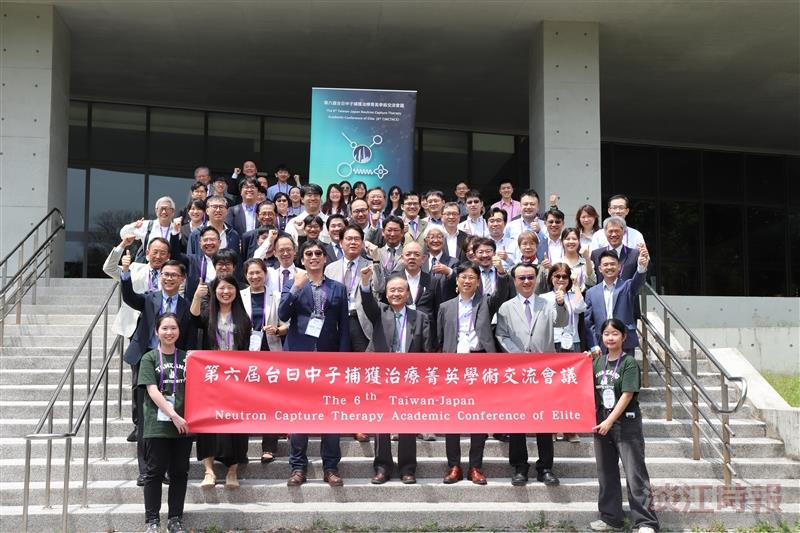 第六屆台日中子捕獲治療菁英學術交流會議
The 6th Taiwan-Japan Neutron Capture Therapy
Academic Conference of Elite
第六屆台日中子捕獲治療菁英學術交流會議
The 6th Taiwan-Japan
Neutron Capture Therapy Academic Conference of Elite
淡江時報